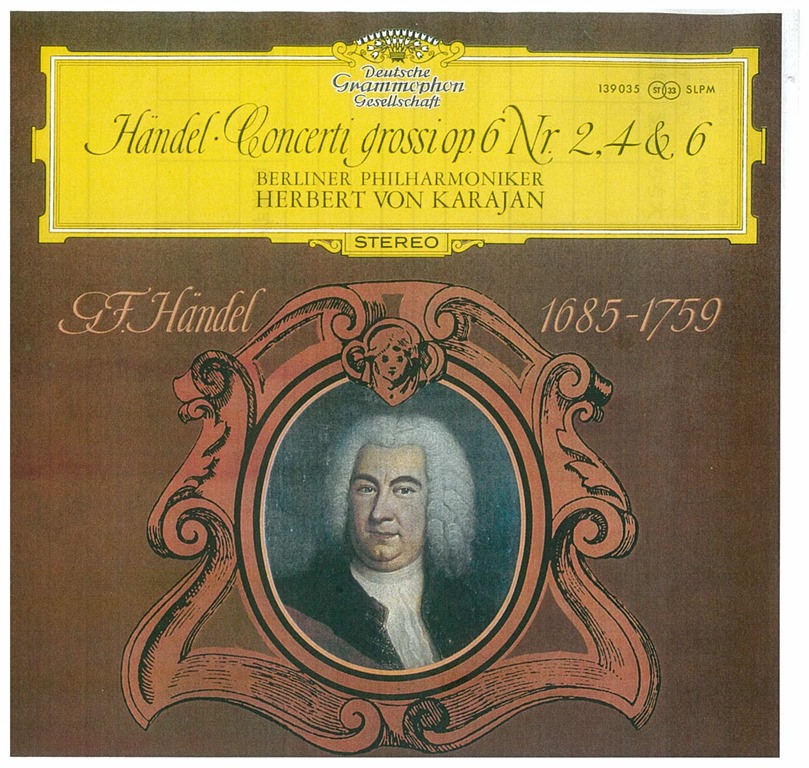 Deutsche
Grammophon
Gesellschaft
139035 ST 33 SLPM
Händel · Concerti grossi op. 6 Nr. 2, 4 & 6
BERLINER PHILHARMONIKER
HERBERT VON KARAJAN
STEREO
G.F. Händel 1685-1759